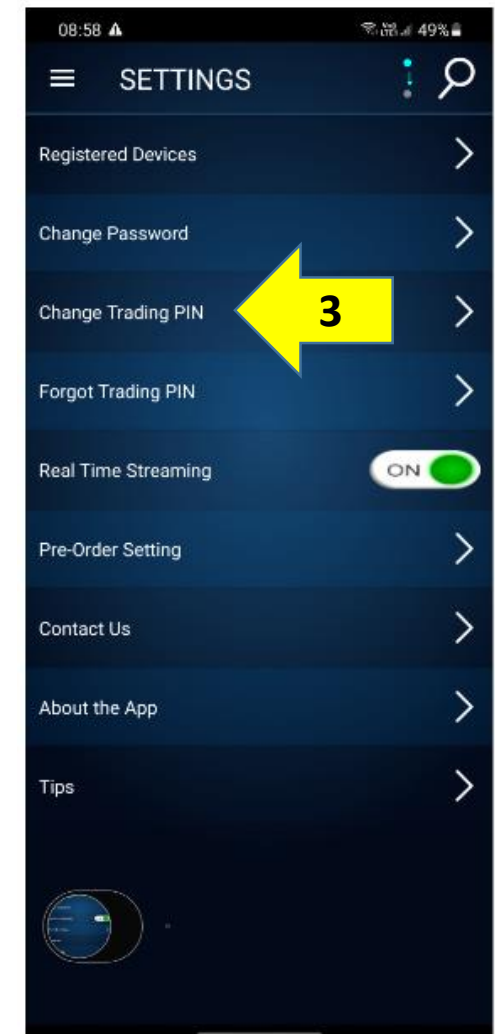 08:58 49%
SETTINGS
Registered Devices
Change Password
Change Trading PIN 3
Forgot Trading PIN
Real Time Streaming ON
Pre-Order Setting
Contact Us
About the App
Tips